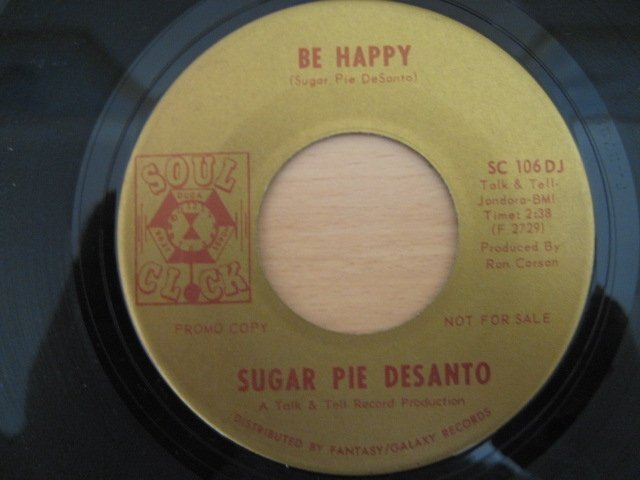 BE HAPPY
(Sugar Pie DeSanto)
SOUL
CLOCK
SC 106 DJ
Talk & Tell-
Jondora-BMI
Time: 2:38
(F 2729)
Produced By
Ron Carson
PROMO COPY
NOT FOR SALE
SUGAR PIE DESANTO
A Talk & Tell Record Production
DISTRIBUTED BY FANTASY/GALAXY RECORDS